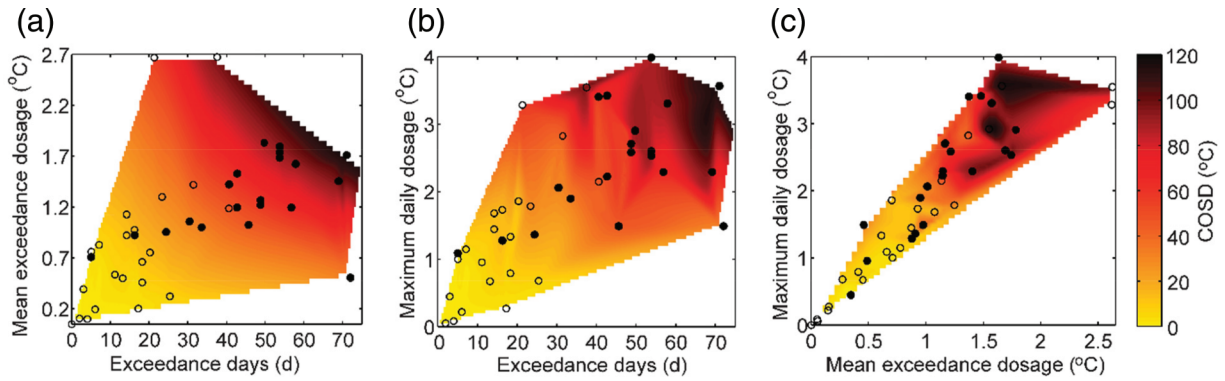 (a)
Mean exceedance dosage (°C)
2.7
2.2
1.7
1.2
0.7
0.2
0 10 20 30 40 50 60 70
Exceedance days (d)
(b)
Maximum daily dosage (°C)
4
3
2
1
0
0 10 20 30 40 50 60 70
Exceedance days (d)
(c)
Maximum daily dosage (°C)
4
3
2
1
0
0 0.5 1 1.5 2 2.5
Mean exceedance dosage (°C)
120
100
80
60
40
20
0
COSD (°C)